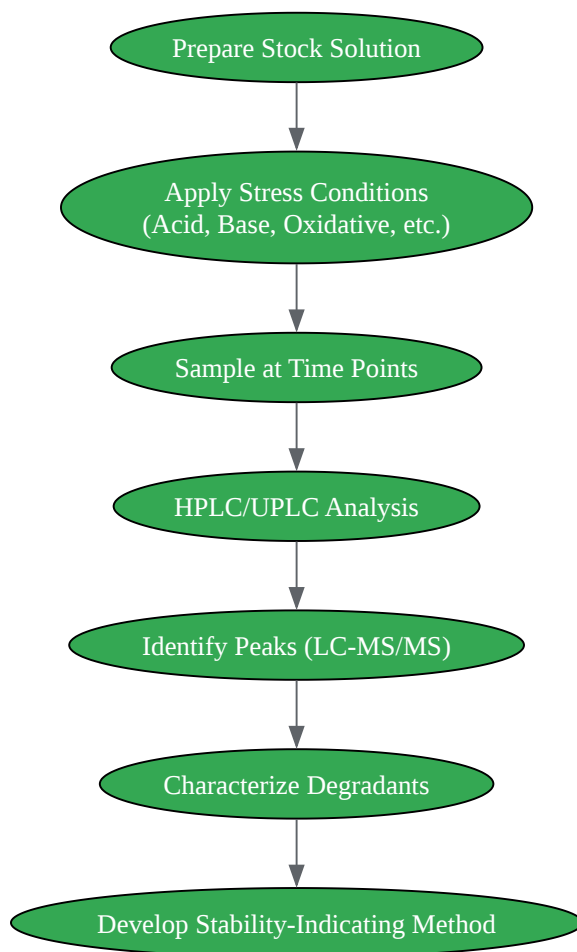 Prepare Stock Solution
Apply Stress Conditions
(Acid, Base, Oxidative, etc.)
Sample at Time Points
HPLC/UPLC Analysis
Identify Peaks (LC-MS/MS)
Characterize Degradants
Develop Stability-Indicating Method